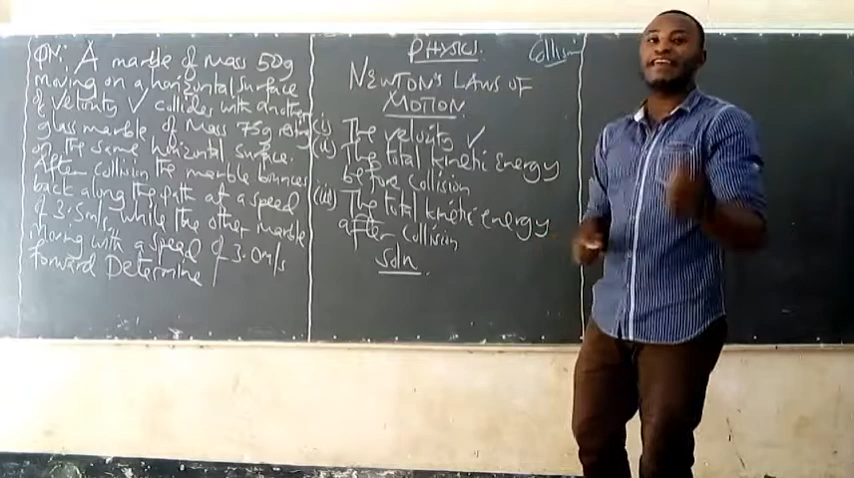 QN: A marble of Mass 50g
moving on a horizontal surface
of velocity V collides with another
glass marble of Mass 75g resting
on the same horizontal surface.
After collision the marble bounces
back along the path at a speed
of 3.5m/s, while the other marble
moving with a speed of 3.0m/s
forward Determine
PHYSICS.
NEWTON'S LAWS OF
MOTION.
(i) The velocity V
(ii) The total kinetic Energy
before collision
(iii) The total kinetic energy
after collision
Soln.
Collision